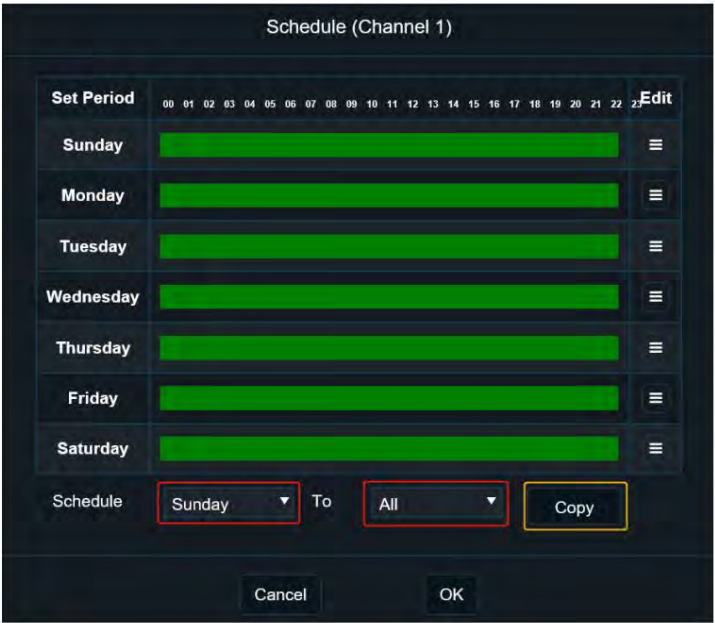 Schedule (Channel 1)
Set Period 00 01 02 03 04 05 06 07 08 09 10 11 12 13 14 15 16 17 18 19 20 21 22 23 Edit
Sunday
Monday
Tuesday
Wednesday
Thursday
Friday
Saturday
Schedule Sunday To All Copy
Cancel OK